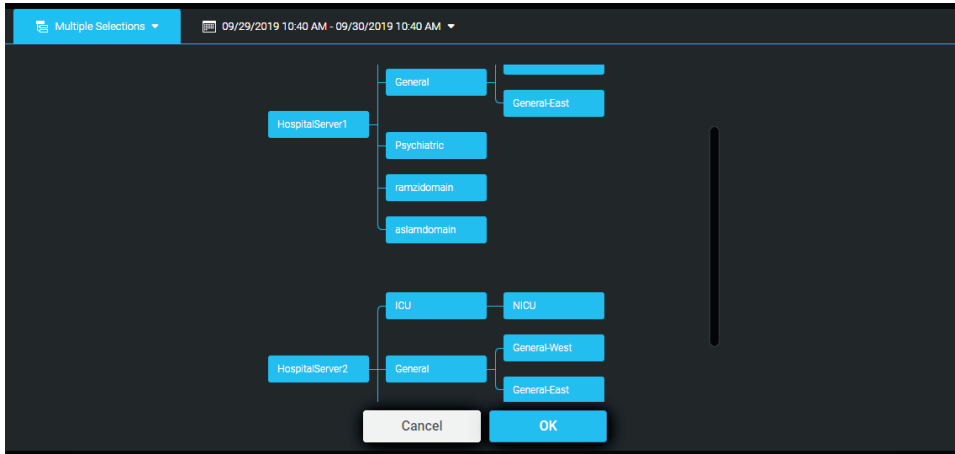 Multiple Selections
09/29/2019 10:40 AM - 09/30/2019 10:40 AM
General
General-East
HospitalServer1
Psychiatric
ramzidomain
aslamdomain
ICU
NICU
General-West
HospitalServer2
General
General-East
Cancel
OK